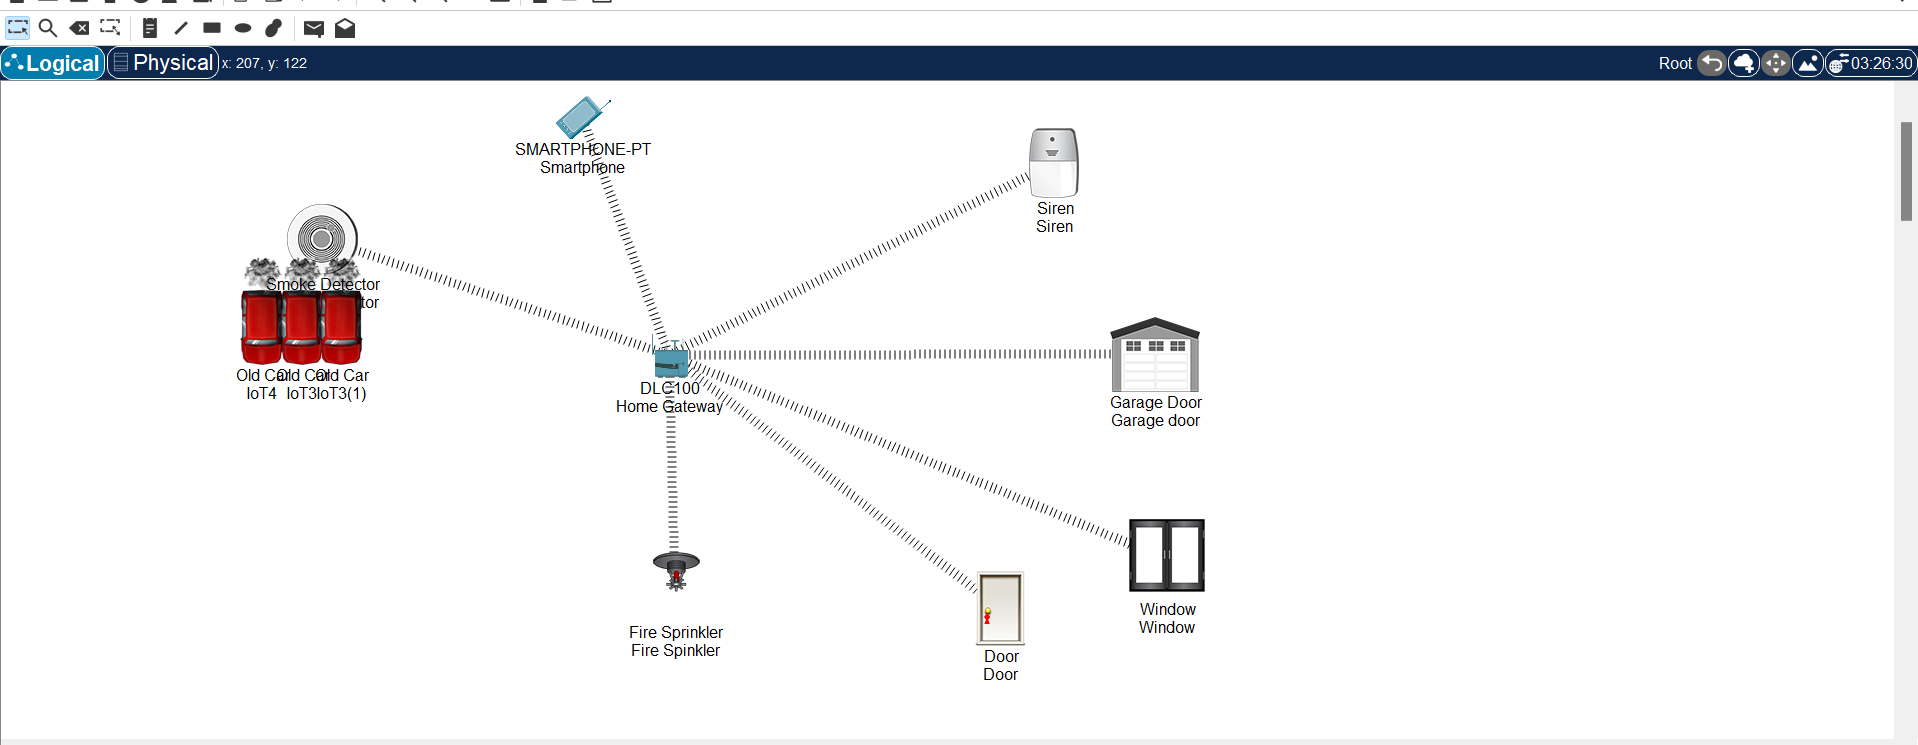 Logical Physical x: 207, y: 122 Root 03:26:30
SMARTPHONE-PT
Smartphone
Siren
Siren
Smoke Detector
tor
Old Car Old Car Old Car
IoT4 IoT3 IoT3(1)
DLC100
Home Gateway
Garage Door
Garage door
Window
Window
Fire Sprinkler
Fire Spinkler
Door
Door